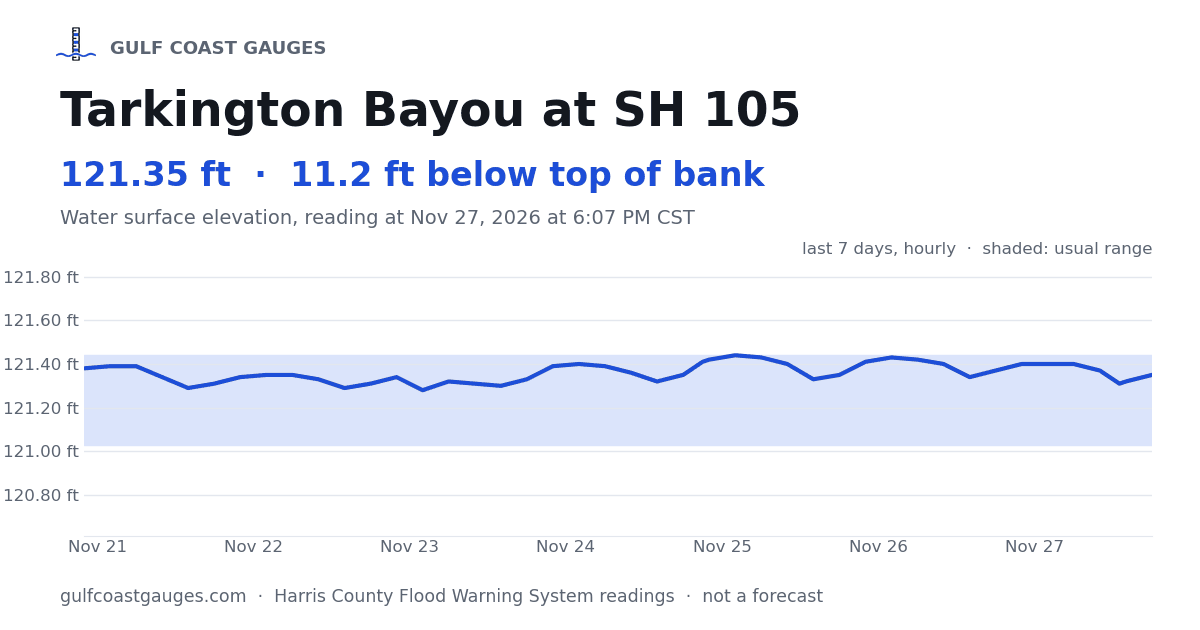 GULF COAST GAUGES
Tarkington Bayou at SH 105
121.35 ft · 11.2 ft below top of bank
Water surface elevation, reading at Nov 27, 2026 at 6:07 PM CST
last 7 days, hourly · shaded: usual range
121.80 ft
121.60 ft
121.40 ft
121.20 ft
121.00 ft
120.80 ft
Nov 21 Nov 22 Nov 23 Nov 24 Nov 25 Nov 26 Nov 27
gulfcoastgauges.com · Harris County Flood Warning System readings · not a forecast